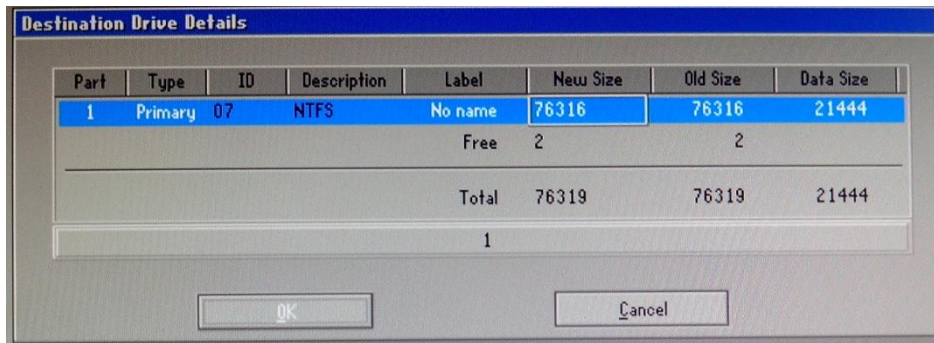 Destination Drive Details
Part Type ID Description Label New Size Old Size Data Size
1 Primary 07 NTFS No name 76316 76316 21444
Free 2 2
Total 76319 76319 21444
1
OK Cancel